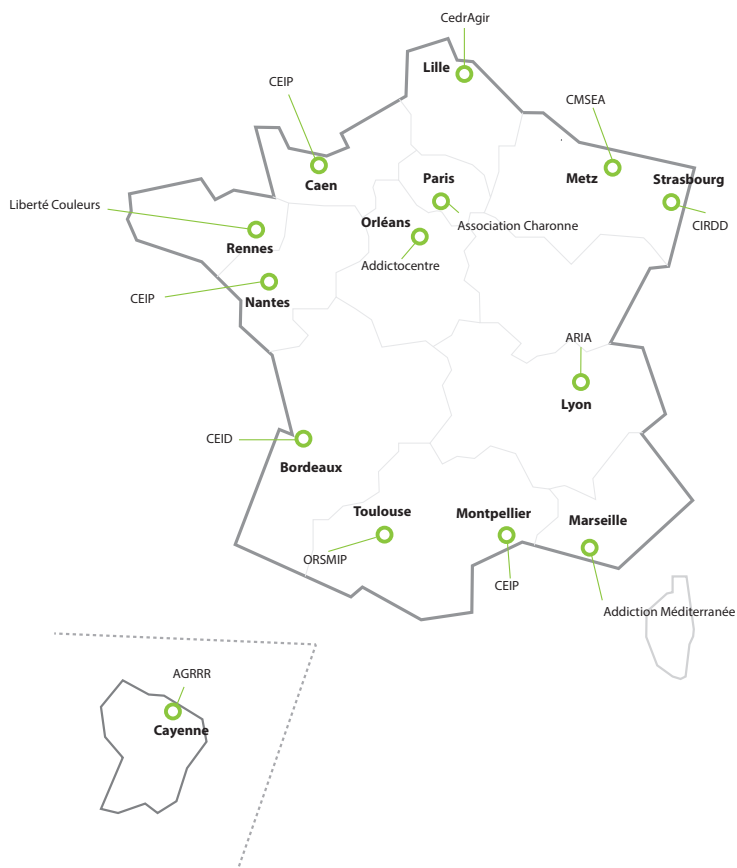 CedrAgir
Lille
CEIP
Caen
CMSEA
Metz
Strasbourg
CIRDD
Paris
Association Charonne
Liberté Couleurs
Rennes
Orléans
Addictocentre
CEIP
Nantes
ARIA
Lyon
CEID
Bordeaux
Toulouse
ORSMIP
Montpellier
CEIP
Marseille
Addiction Méditerranée
AGRRR
Cayenne